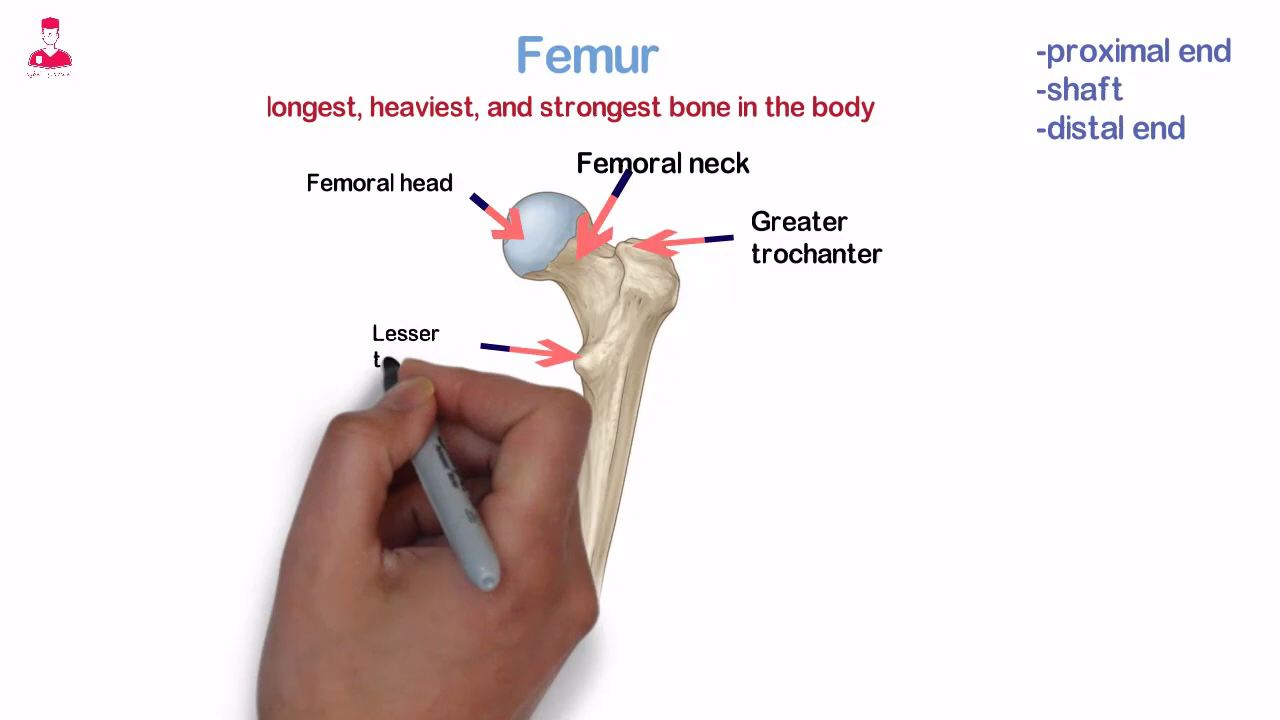 Femur
longest, heaviest, and strongest bone in the body
-proximal end
-shaft
-distal end
Femoral neck
Femoral head
Greater
trochanter
Lesser
t